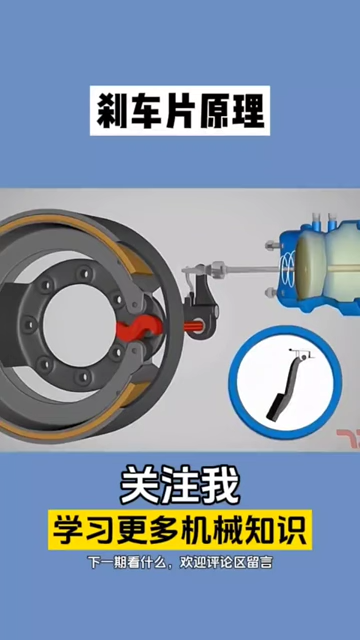 刹车片原理
关注我
学习更多机械知识
下一期看什么，欢迎评论区留言